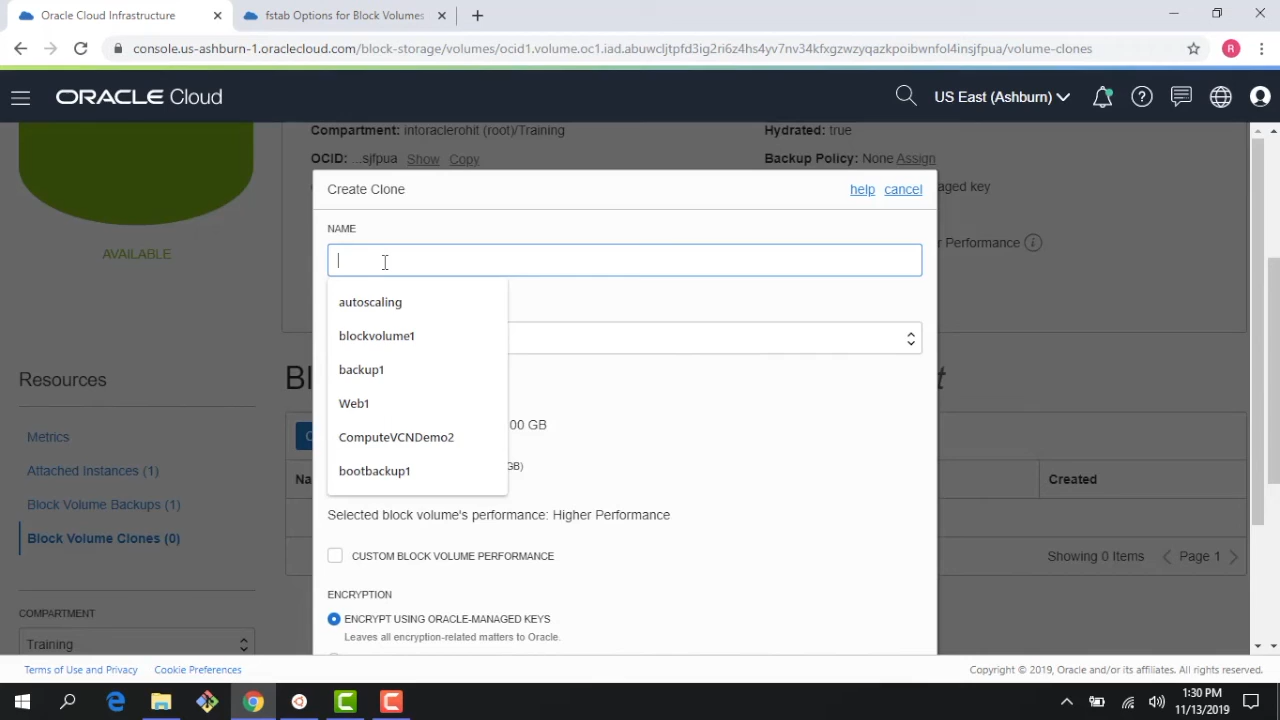 Oracle Cloud Infrastructure
fstab Options for Block Volumes
console.us-ashburn-1.oraclecloud.com/block-storage/volumes/ocid1.volume.oc1.iad.abuwcljtpfd3ig2ri6z4hs4yv7nv34kfxgzwzyqazkpoibwnfol4insjfpua/volume-clones
R
ORACLE Cloud
US East (Ashburn)
Compartment: intoraclerohit (root)/Training
Hydrated: true
OCID: ...sjfpua Show Copy
Backup Policy: None Assign
Create Clone
help cancel
aged key
NAME
r Performance
AVAILABLE
autoscaling
blockvolume1
backup1
Web1
ComputeVCNDemo2
bootbackup1
Resources
Bl
t
Metrics
Attached Instances (1)
Block Volume Backups (1)
Block Volume Clones (0)
00 GB
GB)
C
Na
Created
Selected block volume's performance: Higher Performance
CUSTOM BLOCK VOLUME PERFORMANCE
Showing 0 Items
Page 1
ENCRYPTION
ENCRYPT USING ORACLE-MANAGED KEYS
Leaves all encryption-related matters to Oracle.
COMPARTMENT
Training
Terms of Use and Privacy
Cookie Preferences
Copyright © 2019, Oracle and/or its affiliates. All rights reserved.
1:30 PM
11/13/2019